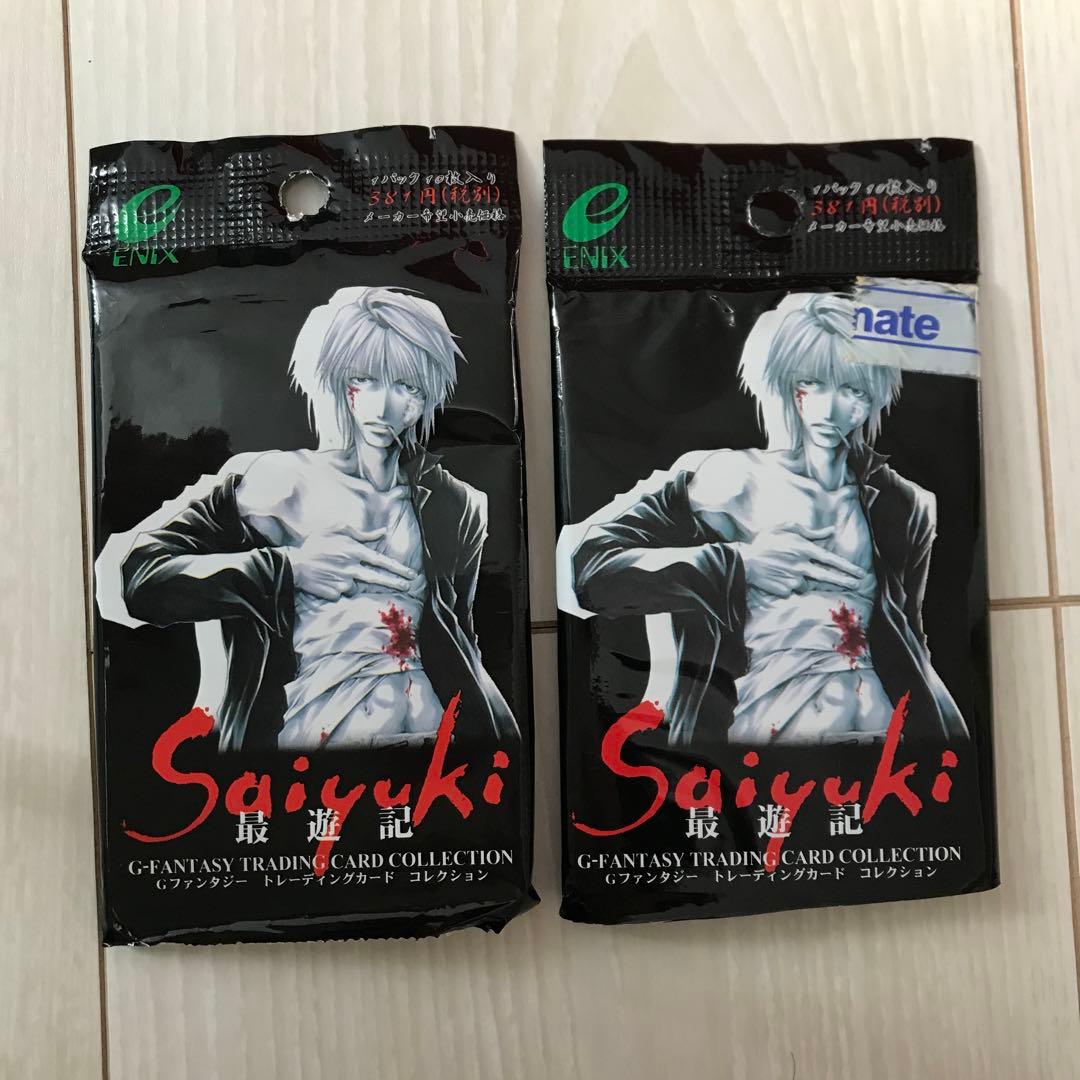 ENIX
1パック10枚入り
381円(税別)
メーカー希望小売価格
Saiyuki
最遊記
G-FANTASY TRADING CARD COLLECTION
Gファンタジー トレーディングカード コレクション
ENIX
1パック10枚入り
381円(税別)
メーカー希望小売価格
mate
Saiyuki
最遊記
G-FANTASY TRADING CARD COLLECTION
Gファンタジー トレーディングカード コレクション